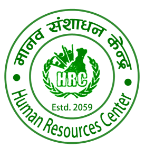 मानव संशाधन केन्द्र
HRC
Estd. 2059
Human Resources Center